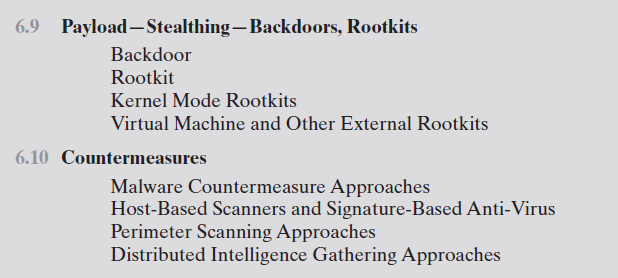 6.9 Payload—Stealthing—Backdoors, Rootkits
Backdoor
Rootkit
Kernel Mode Rootkits
Virtual Machine and Other External Rootkits
6.10 Countermeasures
Malware Countermeasure Approaches
Host-Based Scanners and Signature-Based Anti-Virus
Perimeter Scanning Approaches
Distributed Intelligence Gathering Approaches